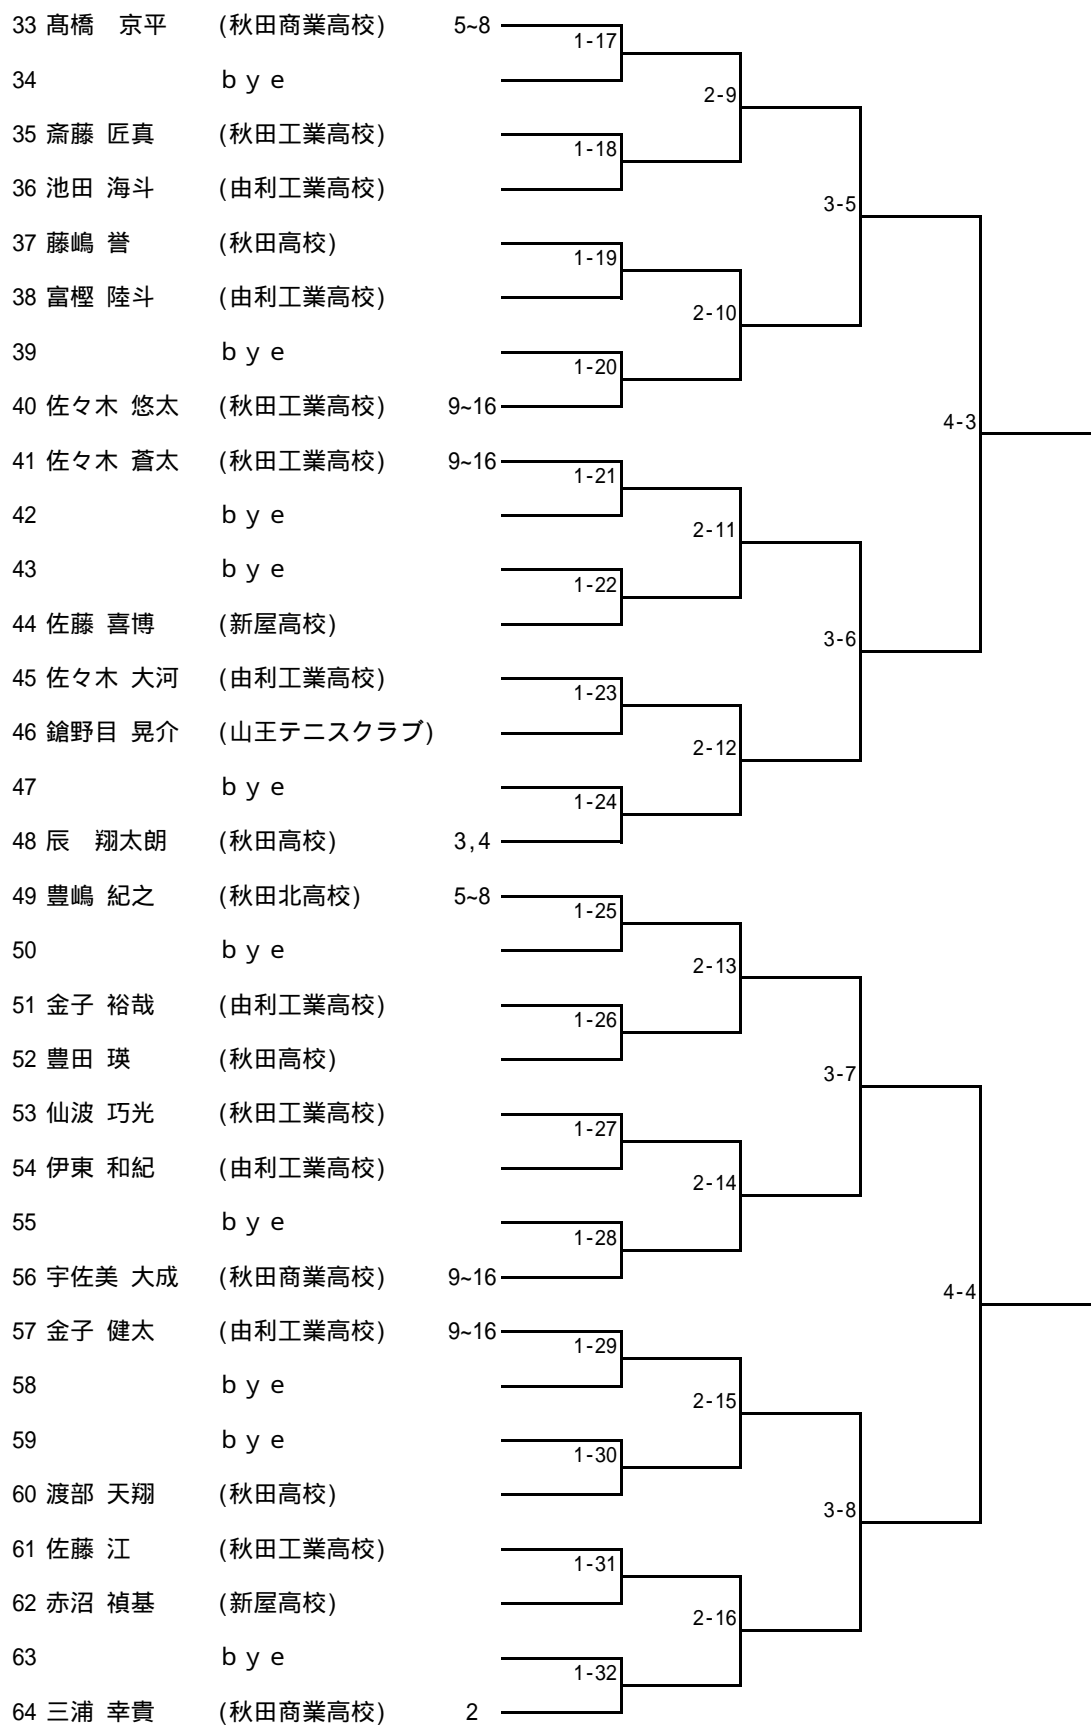 33 髙橋　京平 (秋田商業高校) 5~8
1-17
34 ｂｙｅ
2-9
35 斎藤 匠真 (秋田工業高校)
1-18
36 池田 海斗 (由利工業高校)
3-5
37 藤嶋 誉 (秋田高校)
1-19
38 富樫 陸斗 (由利工業高校)
2-10
39 ｂｙｅ
1-20
40 佐々木 悠太 (秋田工業高校) 9~16
4-3
41 佐々木 蒼太 (秋田工業高校) 9~16
1-21
42 ｂｙｅ
2-11
43 ｂｙｅ
1-22
44 佐藤 喜博 (新屋高校)
3-6
45 佐々木 大河 (由利工業高校)
1-23
46 鎗野目 晃介 (山王テニスクラブ)
2-12
47 ｂｙｅ
1-24
48 辰　翔太朗 (秋田高校) 3,4
49 豊嶋 紀之 (秋田北高校) 5~8
1-25
50 ｂｙｅ
2-13
51 金子 裕哉 (由利工業高校)
1-26
52 豊田 瑛 (秋田高校)
3-7
53 仙波 巧光 (秋田工業高校)
1-27
54 伊東 和紀 (由利工業高校)
2-14
55 ｂｙｅ
1-28
56 宇佐美 大成 (秋田商業高校) 9~16
4-4
57 金子 健太 (由利工業高校) 9~16
1-29
58 ｂｙｅ
2-15
59 ｂｙｅ
1-30
60 渡部 天翔 (秋田高校)
3-8
61 佐藤 江 (秋田工業高校)
1-31
62 赤沼 禎基 (新屋高校)
2-16
63 ｂｙｅ
1-32
64 三浦 幸貴 (秋田商業高校) 2